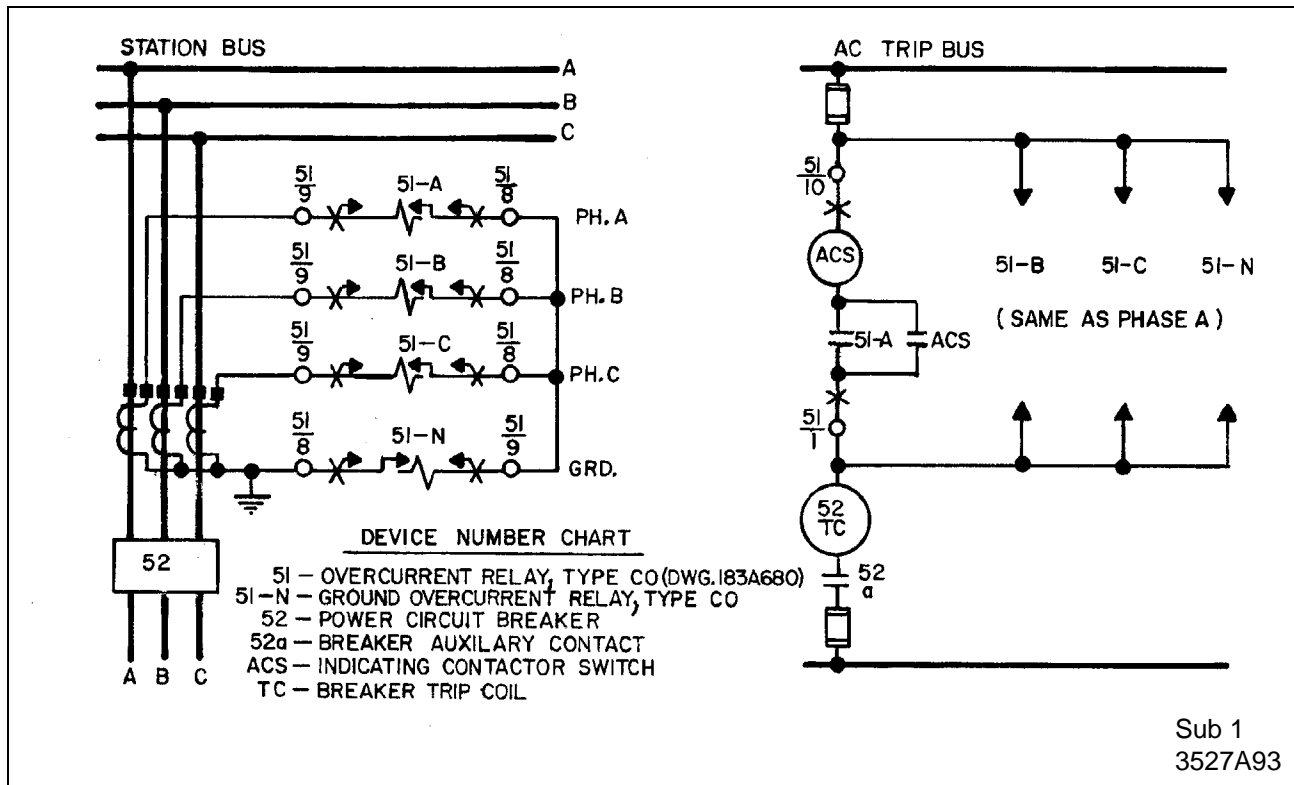 STATION BUS
A
B
C
51
9
51-A
51
8
PH. A
51
9
51-B
51
8
PH. B
51
9
51-C
51
8
PH. C
51
8
51-N
51
9
GRD.
52
A B C
DEVICE NUMBER CHART
51 – OVERCURRENT RELAY, TYPE CO (DWG. 183A680)
51-N – GROUND OVERCURRENT RELAY, TYPE CO
52 – POWER CIRCUIT BREAKER
52a – BREAKER AUXILARY CONTACT
ACS – INDICATING CONTACTOR SWITCH
TC – BREAKER TRIP COIL
AC TRIP BUS
51
10
ACS
51-A ACS
51
1
52
TC
52
a
51-B 51-C 51-N
(SAME AS PHASE A)
Sub 1
3527A93